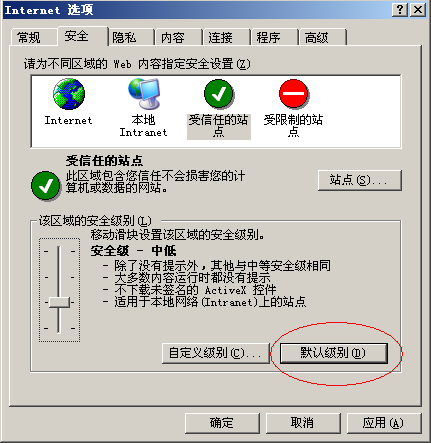 Internet 选项
常规 安全 隐私 内容 连接 程序 高级
请为不同区域的 Web 内容指定安全设置(Z)
Internet
本地
Intranet
受信任的站
点
受限制的站
点
受信任的站点
此区域包含您信任不会损害您的计
算机或数据的网站。
站点(S)...
该区域的安全级别(L)
移动滑块设置该区域的安全级别。
安全级 - 中低
- 除了没有提示外，其他与中等安全级相同
- 大多数内容运行时都没有提示
- 不下载未签名的 ActiveX 控件
- 适用于本地网络(Intranet)上的站点
自定义级别(C)... 默认级别(D)
确定 取消 应用(A)